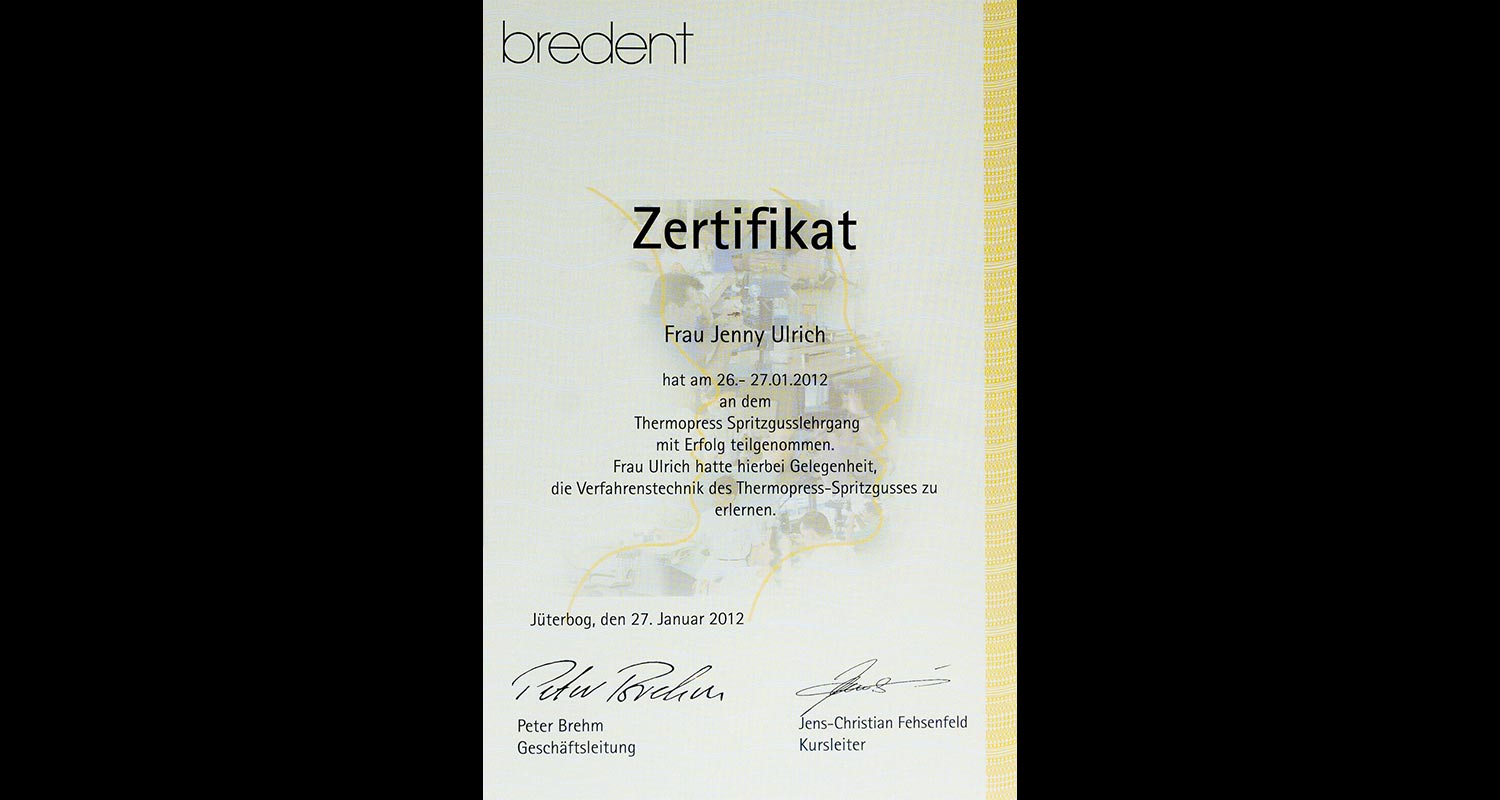 bredent
Zertifikat
Frau Jenny Ulrich
hat am 26.- 27.01.2012
an dem
Thermopress Spritzgusslehrgang
mit Erfolg teilgenommen.
Frau Ulrich hatte hierbei Gelegenheit,
die Verfahrenstechnik des Thermopress-Spritzgusses zu
erlernen.
Jüterbog, den 27. Januar 2012
Peter Brehm
Peter Brehm
Geschäftsleitung
Jens-Christian Fehsenfeld
Kursleiter